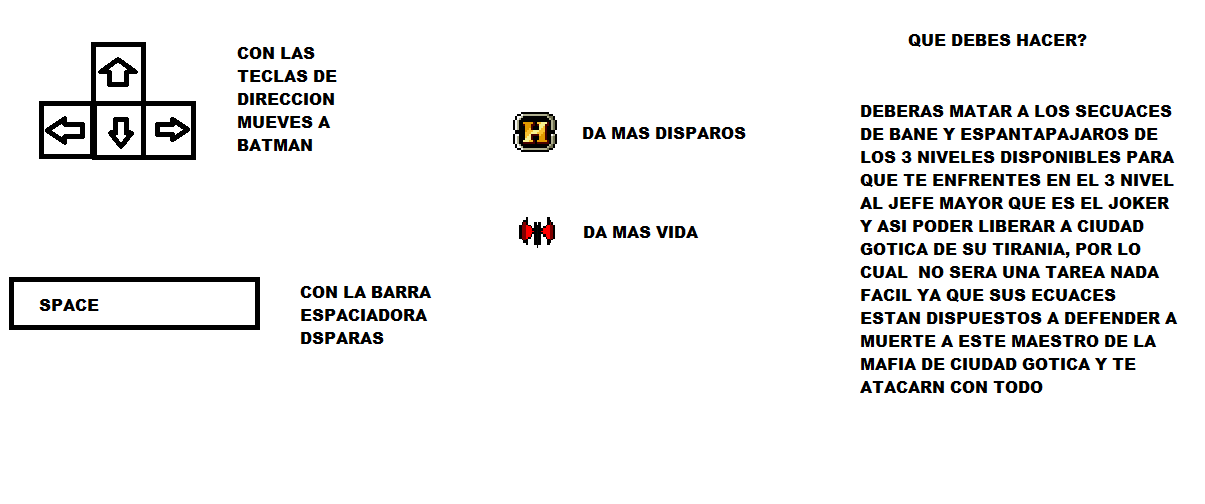 CON LAS
TECLAS DE
DIRECCION
MUEVES A
BATMAN
SPACE
CON LA BARRA
ESPACIADORA
DSPARAS
H
DA MAS DISPAROS
DA MAS VIDA
QUE DEBES HACER?
DEBERAS MATAR A LOS SECUACES
DE BANE Y ESPANTAPAJAROS DE
LOS 3 NIVELES DISPONIBLES PARA
QUE TE ENFRENTES EN EL 3 NIVEL
AL JEFE MAYOR QUE ES EL JOKER
Y ASI PODER LIBERAR A CIUDAD
GOTICA DE SU TIRANIA, POR LO
CUAL  NO SERA UNA TAREA NADA
FACIL YA QUE SUS ECUACES
ESTAN DISPUESTOS A DEFENDER A
MUERTE A ESTE MAESTRO DE LA
MAFIA DE CIUDAD GOTICA Y TE
ATACARN CON TODO